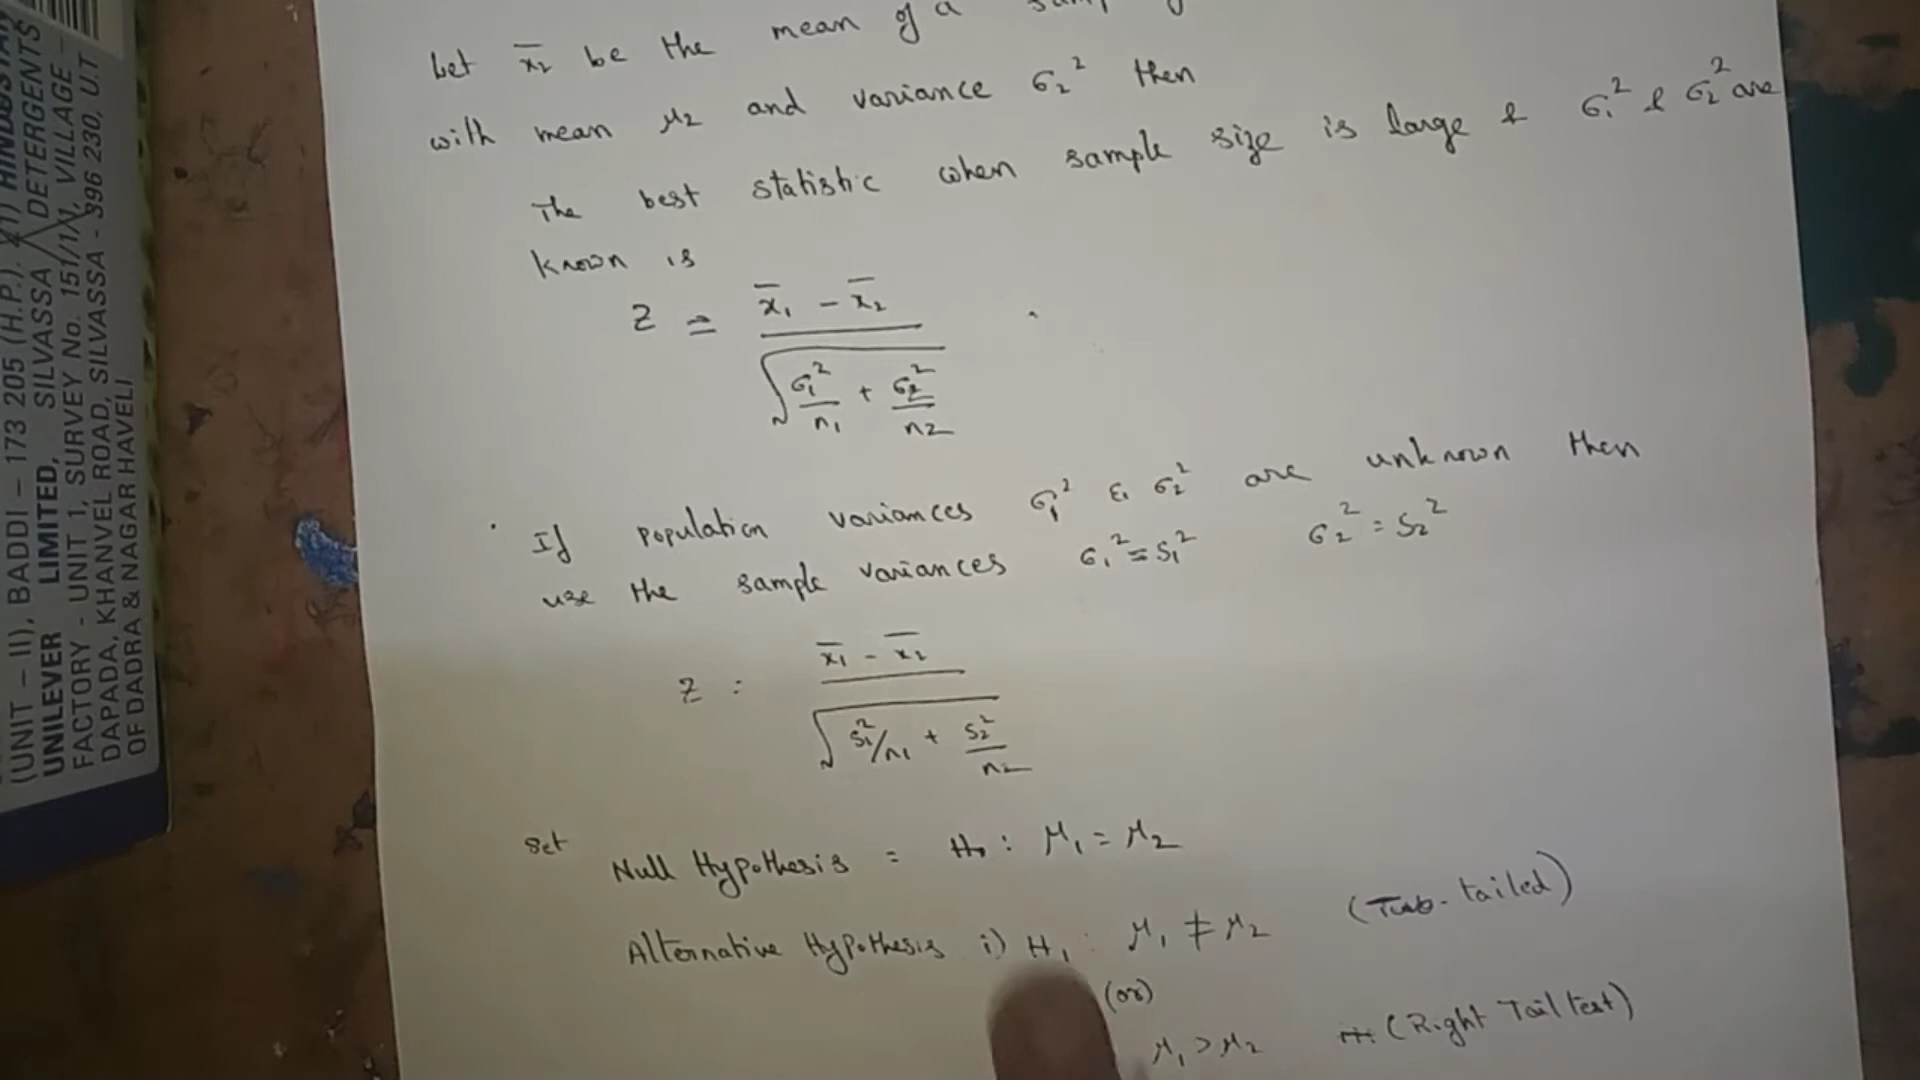 (UNIT – II), BADDI – 173 205 (H.P.). (1) HINDUSTAN
UNILEVER LIMITED, SILVASSA DETERGENTS
FACTORY - UNIT 1, SURVEY No. 151/1/1, VILLAGE -
DAPADA, KHANVEL ROAD, SILVASSA - 396 230, U.T
OF DADRA & NAGAR HAVELI
Let x̄₂ be the mean of a
with mean μ₂ and variance σ₂² then
The best statistic when sample size is large & σ₁² & σ₂² are
known is
Z = x̄₁ - x̄₂
√ σ₁²/n₁ + σ₂²/n₂
If population variances σ₁² & σ₂² are unknown then
use the sample variances σ₁² = S₁² σ₂² = S₂²
Z : x̄₁ - x̄₂
√ S₁²/n₁ + S₂²/n₂
Set
Null Hypothesis = H₀ : μ₁ = μ₂
Alternative Hypothesis i) H₁ : μ₁ ≠ μ₂ (Two-tailed)
(or)
μ₁ > μ₂ (Right Tail test)